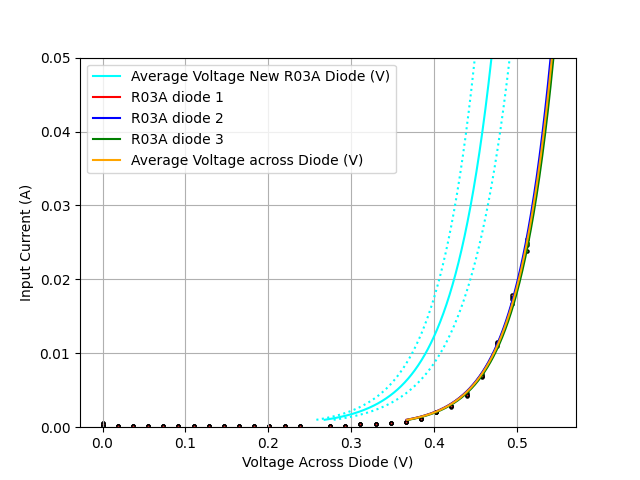 0.05
0.04
0.03
0.02
0.01
0.00
Input Current (A)
Average Voltage New R03A Diode (V)
R03A diode 1
R03A diode 2
R03A diode 3
Average Voltage across Diode (V)
0.0 0.1 0.2 0.3 0.4 0.5
Voltage Across Diode (V)